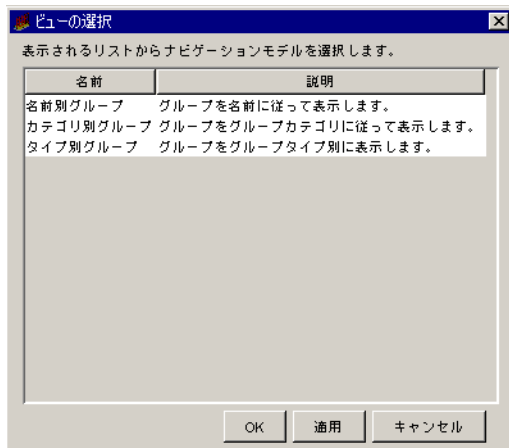 ビューの選択
表示されるリストからナビゲーションモデルを選択します。
名前 説明
名前別グループ グループを名前に従って表示します。
カテゴリ別グループ グループをグループカテゴリに従って表示します。
タイプ別グループ グループをグループタイプ別に表示します。
OK 適用 キャンセル